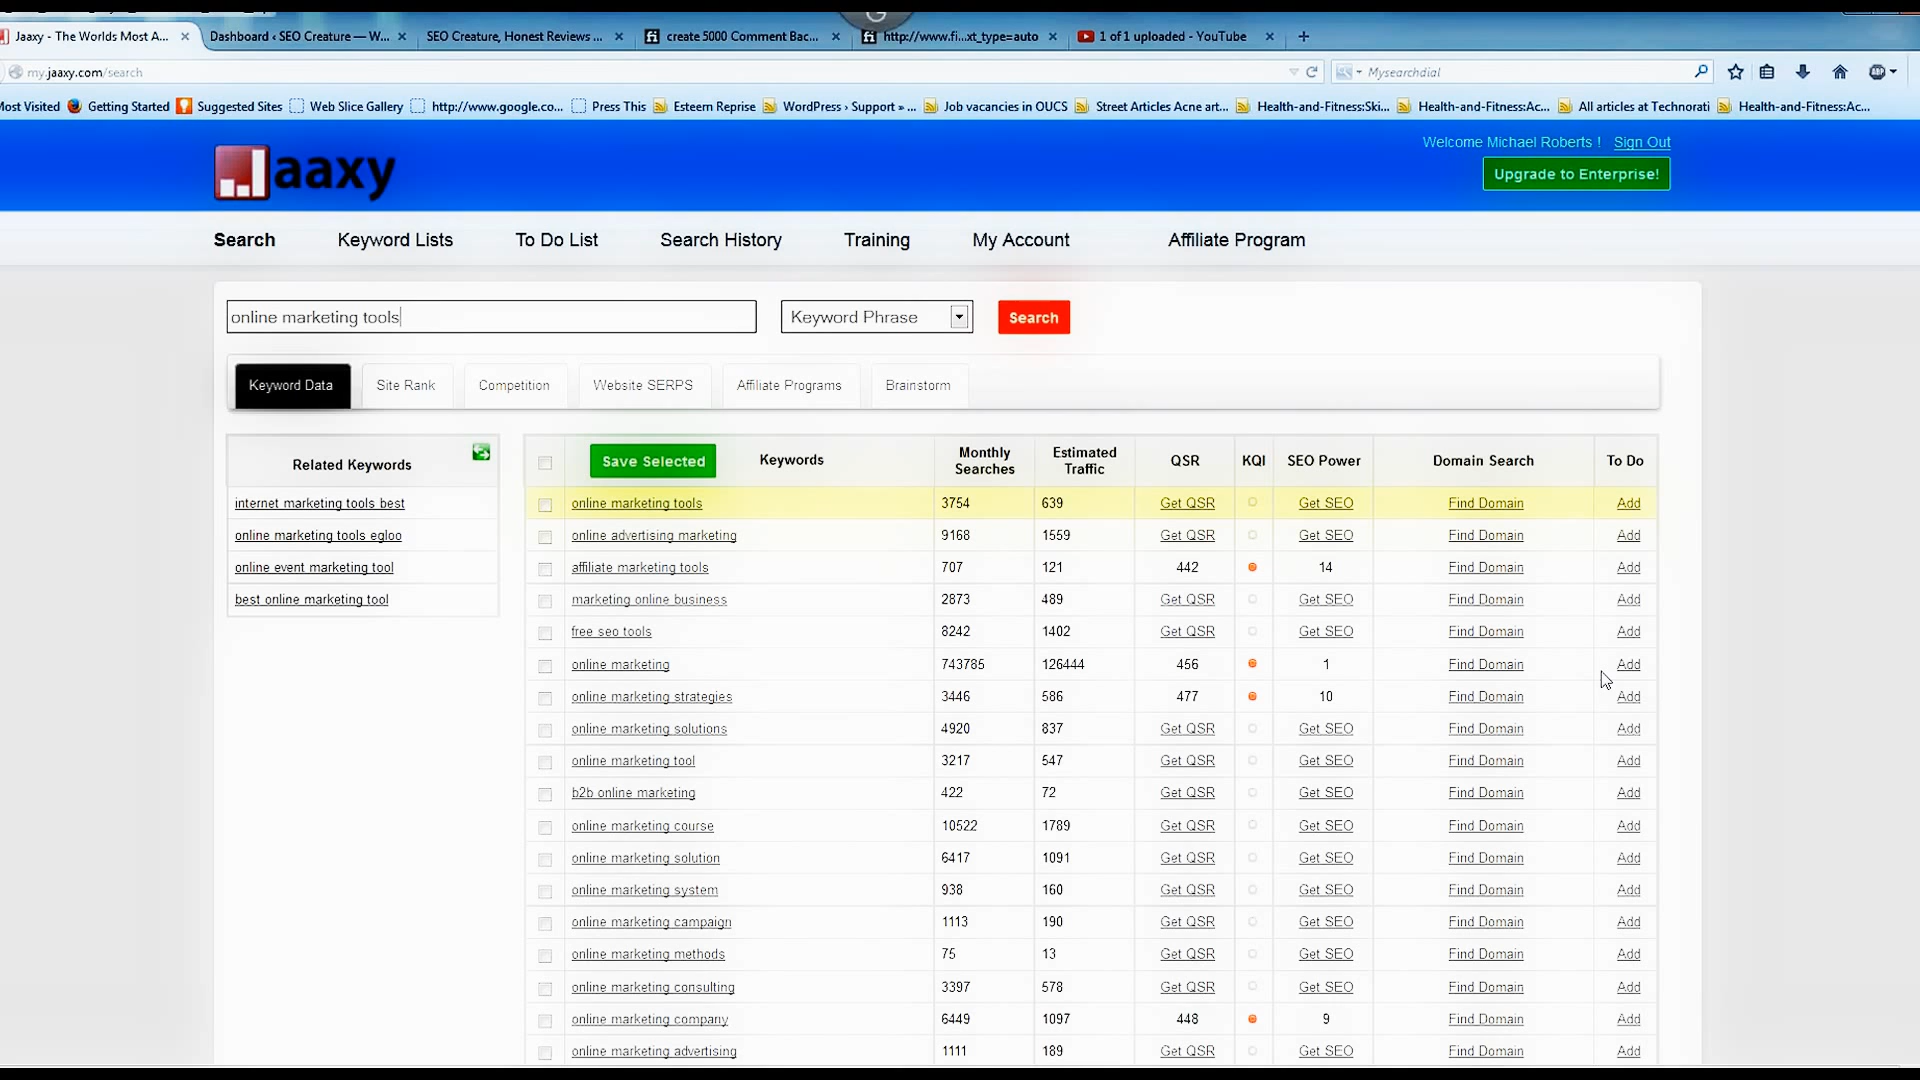 Jaaxy - The Worlds Most A... Dashboard ‹ SEO Creature — W... SEO Creature, Honest Reviews ... create 5000 Comment Bac... http://www.fi...xt_type=auto 1 of 1 uploaded - YouTube
my.jaaxy.com/search Mysearchdial
Most Visited Getting Started Suggested Sites Web Slice Gallery http://www.google.co... Press This Esteem Reprise WordPress › Support » ... Job vacancies in OUCS Street Articles Acne art... Health-and-Fitness:Ski... Health-and-Fitness:Ac... All articles at Technorati Health-and-Fitness:Ac...
Welcome Michael Roberts ! Sign Out
Jaaxy
Upgrade to Enterprise!
Search Keyword Lists To Do List Search History Training My Account Affiliate Program
online marketing tools Keyword Phrase Search
Keyword Data Site Rank Competition Website SERPS Affiliate Programs Brainstorm
Related Keywords
internet marketing tools best
online marketing tools egloo
online event marketing tool
best online marketing tool
Save Selected Keywords Monthly Searches Estimated Traffic QSR KQI SEO Power Domain Search To Do
online marketing tools 3754 639 Get QSR Get SEO Find Domain Add
online advertising marketing 9168 1559 Get QSR Get SEO Find Domain Add
affiliate marketing tools 707 121 442 14 Find Domain Add
marketing online business 2873 489 Get QSR Get SEO Find Domain Add
free seo tools 8242 1402 Get QSR Get SEO Find Domain Add
online marketing 743785 126444 456 1 Find Domain Add
online marketing strategies 3446 586 477 10 Find Domain Add
online marketing solutions 4920 837 Get QSR Get SEO Find Domain Add
online marketing tool 3217 547 Get QSR Get SEO Find Domain Add
b2b online marketing 422 72 Get QSR Get SEO Find Domain Add
online marketing course 10522 1789 Get QSR Get SEO Find Domain Add
online marketing solution 6417 1091 Get QSR Get SEO Find Domain Add
online marketing system 938 160 Get QSR Get SEO Find Domain Add
online marketing campaign 1113 190 Get QSR Get SEO Find Domain Add
online marketing methods 75 13 Get QSR Get SEO Find Domain Add
online marketing consulting 3397 578 Get QSR Get SEO Find Domain Add
online marketing company 6449 1097 448 9 Find Domain Add
online marketing advertising 1111 189 Get QSR Get SEO Find Domain Add